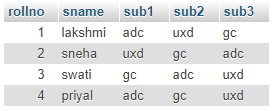 rollno sname sub1 sub2 sub3
1 lakshmi adc uxd gc
2 sneha uxd gc adc
3 swati gc adc uxd
4 priyal adc gc uxd